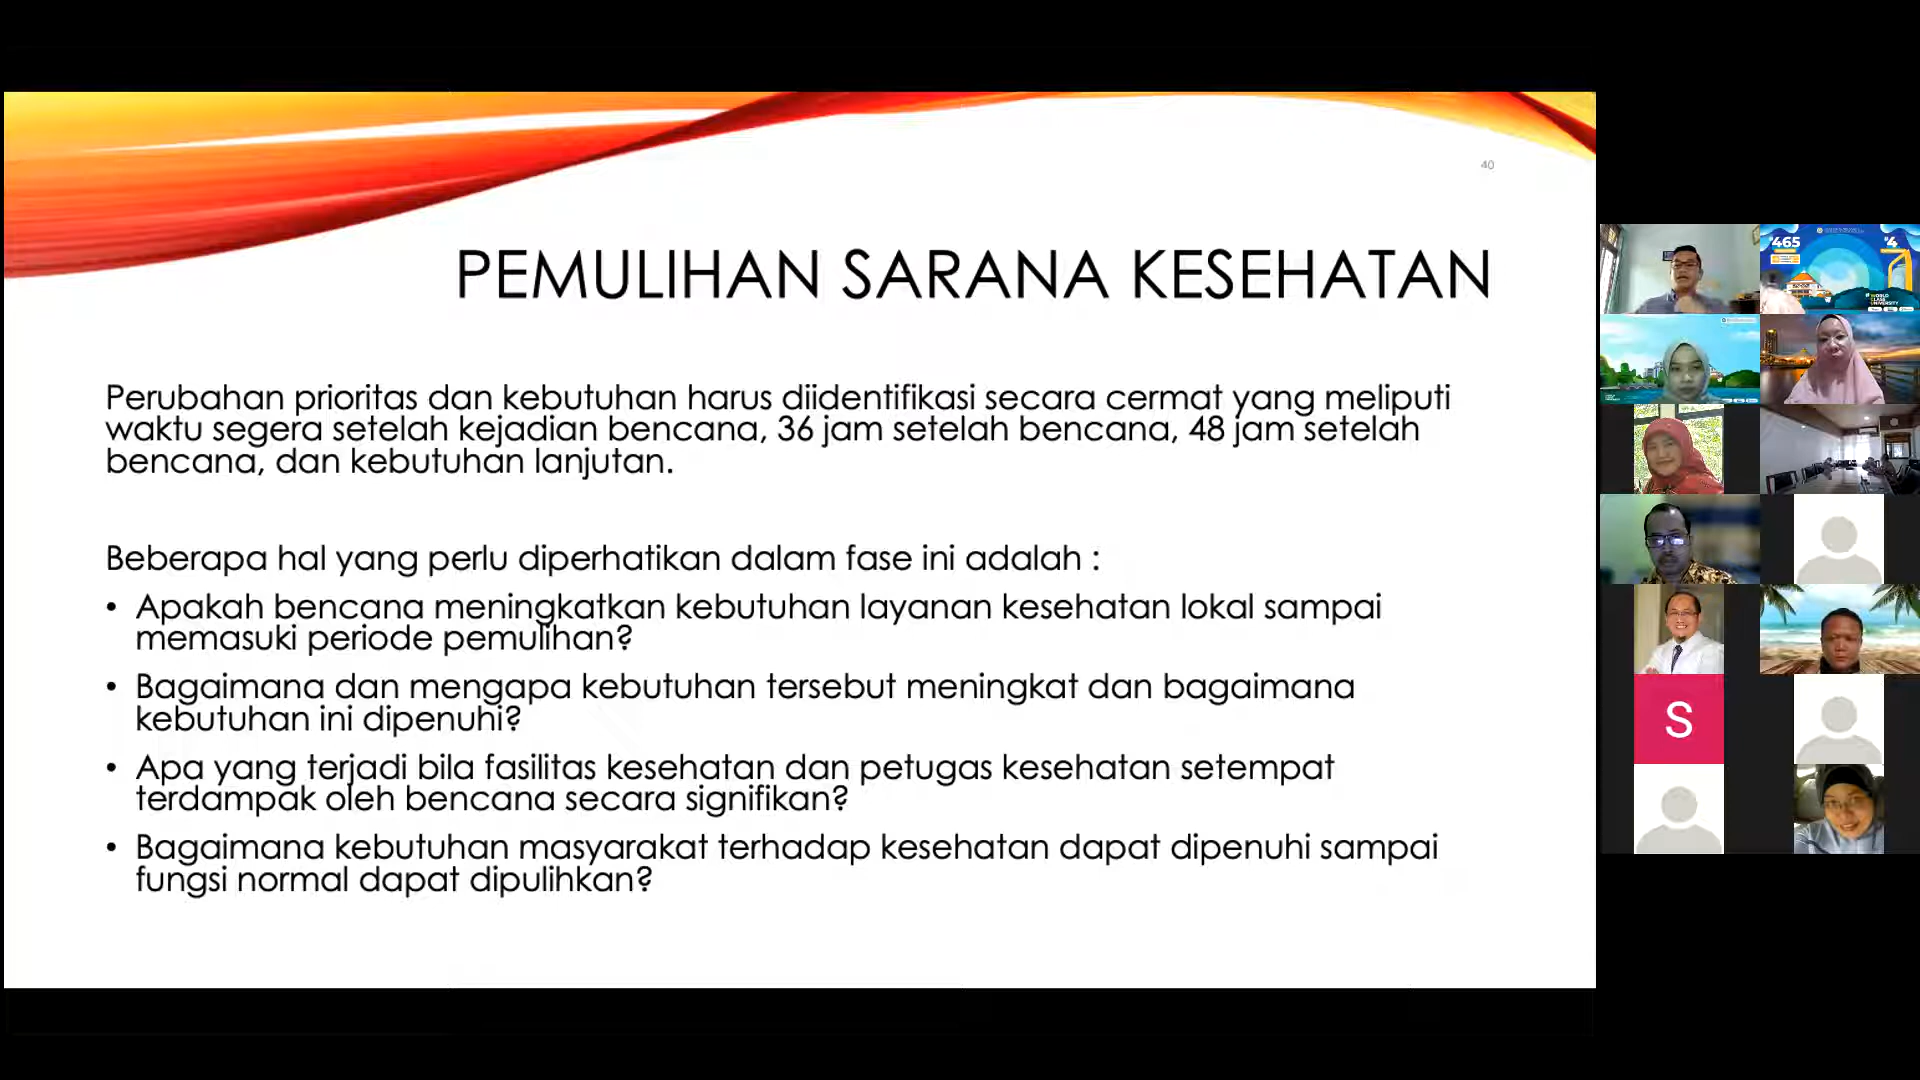 40
PEMULIHAN SARANA KESEHATAN
Perubahan prioritas dan kebutuhan harus diidentifikasi secara cermat yang meliputi
waktu segera setelah kejadian bencana, 36 jam setelah bencana, 48 jam setelah
bencana, dan kebutuhan lanjutan.
Beberapa hal yang perlu diperhatikan dalam fase ini adalah :
• Apakah bencana meningkatkan kebutuhan layanan kesehatan lokal sampai
memasuki periode pemulihan?
• Bagaimana dan mengapa kebutuhan tersebut meningkat dan bagaimana
kebutuhan ini dipenuhi?
• Apa yang terjadi bila fasilitas kesehatan dan petugas kesehatan setempat
terdampak oleh bencana secara signifikan?
• Bagaimana kebutuhan masyarakat terhadap kesehatan dapat dipenuhi sampai
fungsi normal dapat dipulihkan?
#465
#4
WORLD
CLASS
UNIVERSITY
S